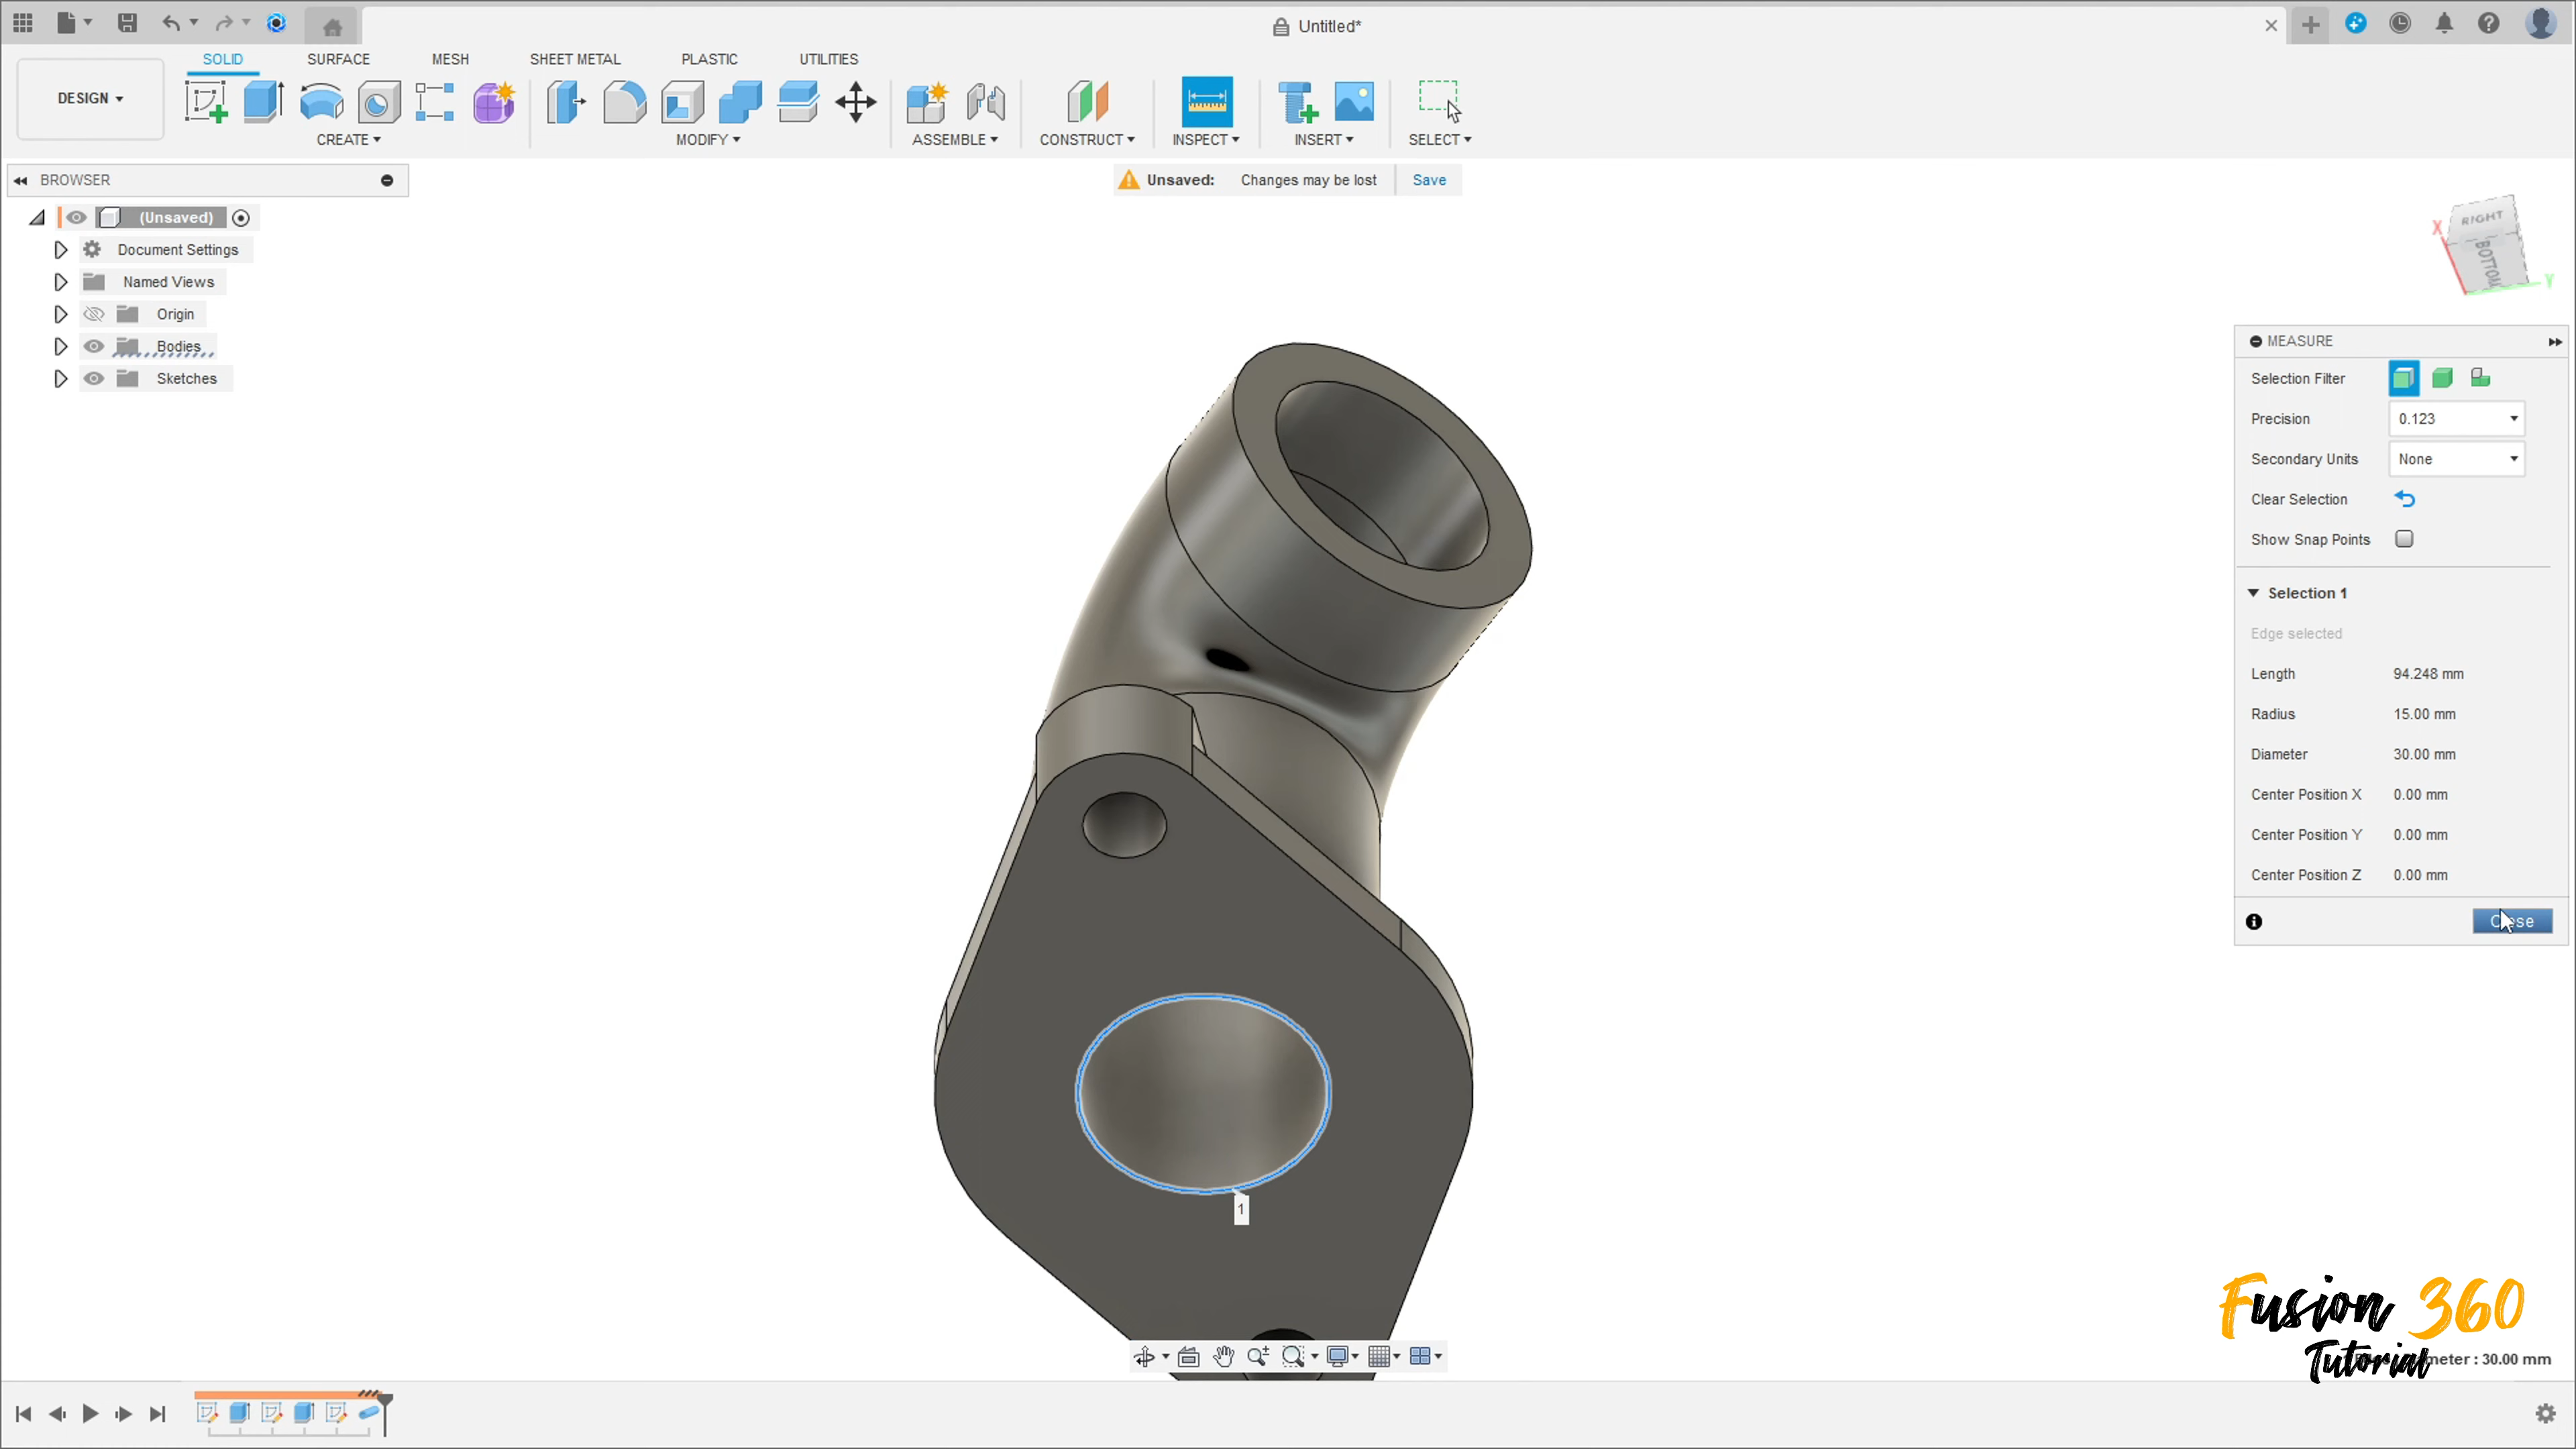 Untitled*
SOLID SURFACE MESH SHEET METAL PLASTIC UTILITIES
DESIGN
CREATE MODIFY ASSEMBLE CONSTRUCT INSPECT INSERT SELECT
BROWSER
Unsaved: Changes may be lost Save
(Unsaved)
Document Settings
Named Views
Origin
Bodies
Sketches
RIGHT
BOTTOM
X
Y
MEASURE
Selection Filter
Precision 0.123
Secondary Units None
Clear Selection
Show Snap Points
Selection 1
Edge selected
Length 94.248 mm
Radius 15.00 mm
Diameter 30.00 mm
Center Position X 0.00 mm
Center Position Y 0.00 mm
Center Position Z 0.00 mm
1
Fusion 360
Tutorial
meter : 30.00 mm